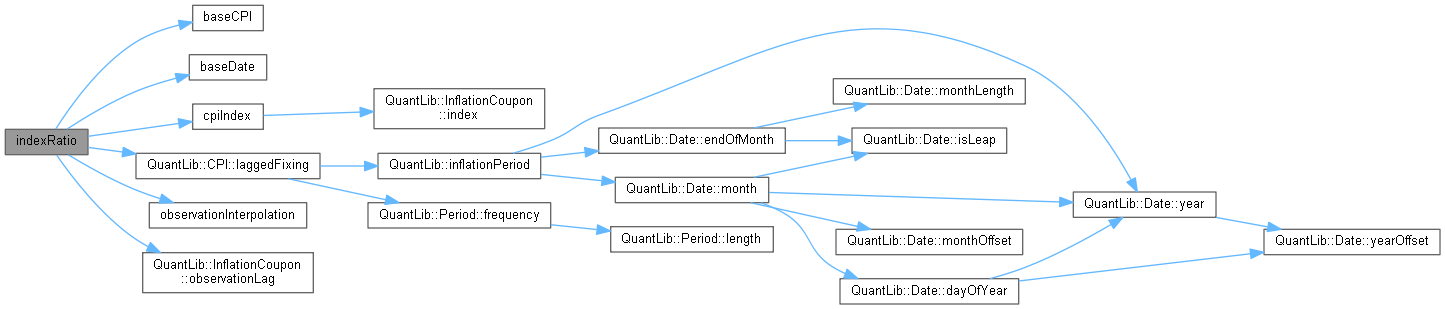 indexRatio
baseCPI
baseDate
cpiIndex
QuantLib::CPI::laggedFixing
observationInterpolation
QuantLib::InflationCoupon
::observationLag
QuantLib::InflationCoupon
::index
QuantLib::inflationPeriod
QuantLib::Period::frequency
QuantLib::Date::endOfMonth
QuantLib::Date::month
QuantLib::Period::length
QuantLib::Date::monthLength
QuantLib::Date::isLeap
QuantLib::Date::monthOffset
QuantLib::Date::dayOfYear
QuantLib::Date::year
QuantLib::Date::yearOffset